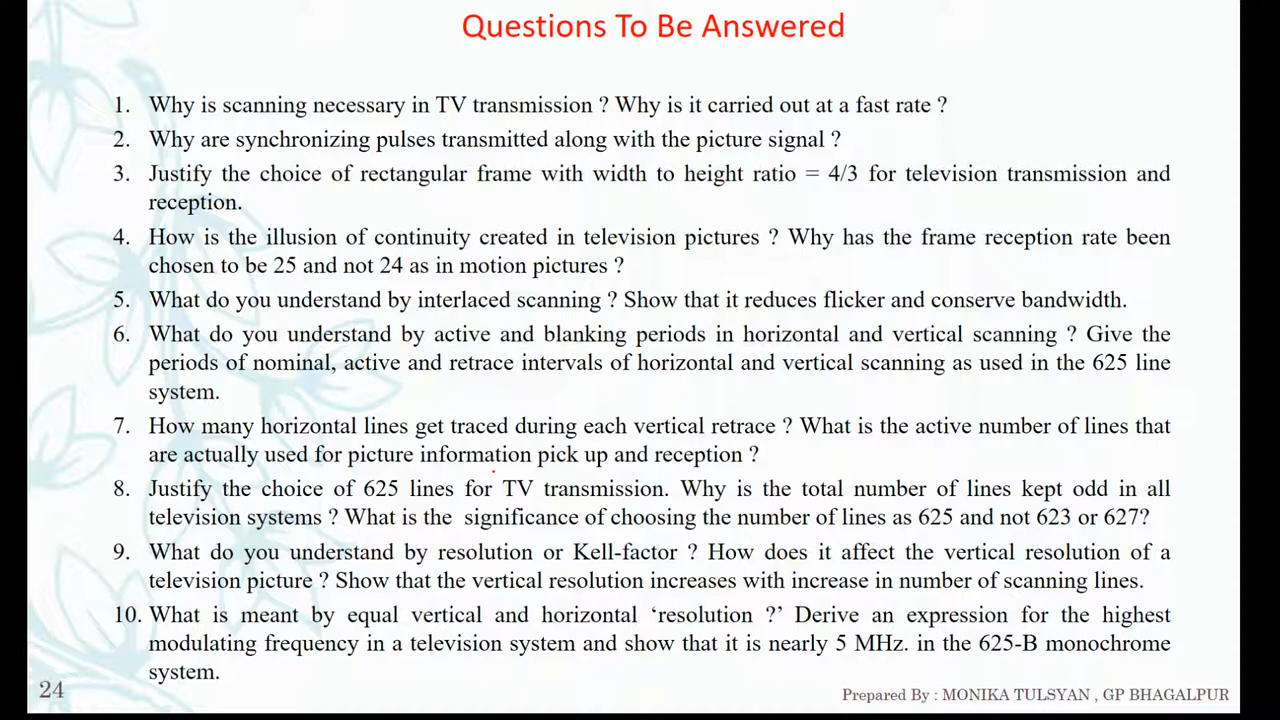 Questions To Be Answered
1. Why is scanning necessary in TV transmission ? Why is it carried out at a fast rate ?
2. Why are synchronizing pulses transmitted along with the picture signal ?
3. Justify the choice of rectangular frame with width to height ratio = 4/3 for television transmission and
reception.
4. How is the illusion of continuity created in television pictures ? Why has the frame reception rate been
chosen to be 25 and not 24 as in motion pictures ?
5. What do you understand by interlaced scanning ? Show that it reduces flicker and conserve bandwidth.
6. What do you understand by active and blanking periods in horizontal and vertical scanning ? Give the
periods of nominal, active and retrace intervals of horizontal and vertical scanning as used in the 625 line
system.
7. How many horizontal lines get traced during each vertical retrace ? What is the active number of lines that
are actually used for picture information pick up and reception ?
8. Justify the choice of 625 lines for TV transmission. Why is the total number of lines kept odd in all
television systems ? What is the significance of choosing the number of lines as 625 and not 623 or 627?
9. What do you understand by resolution or Kell-factor ? How does it affect the vertical resolution of a
television picture ? Show that the vertical resolution increases with increase in number of scanning lines.
10. What is meant by equal vertical and horizontal ‘resolution ?’ Derive an expression for the highest
modulating frequency in a television system and show that it is nearly 5 MHz. in the 625-B monochrome
system.
24
Prepared By : MONIKA TULSYAN , GP BHAGALPUR